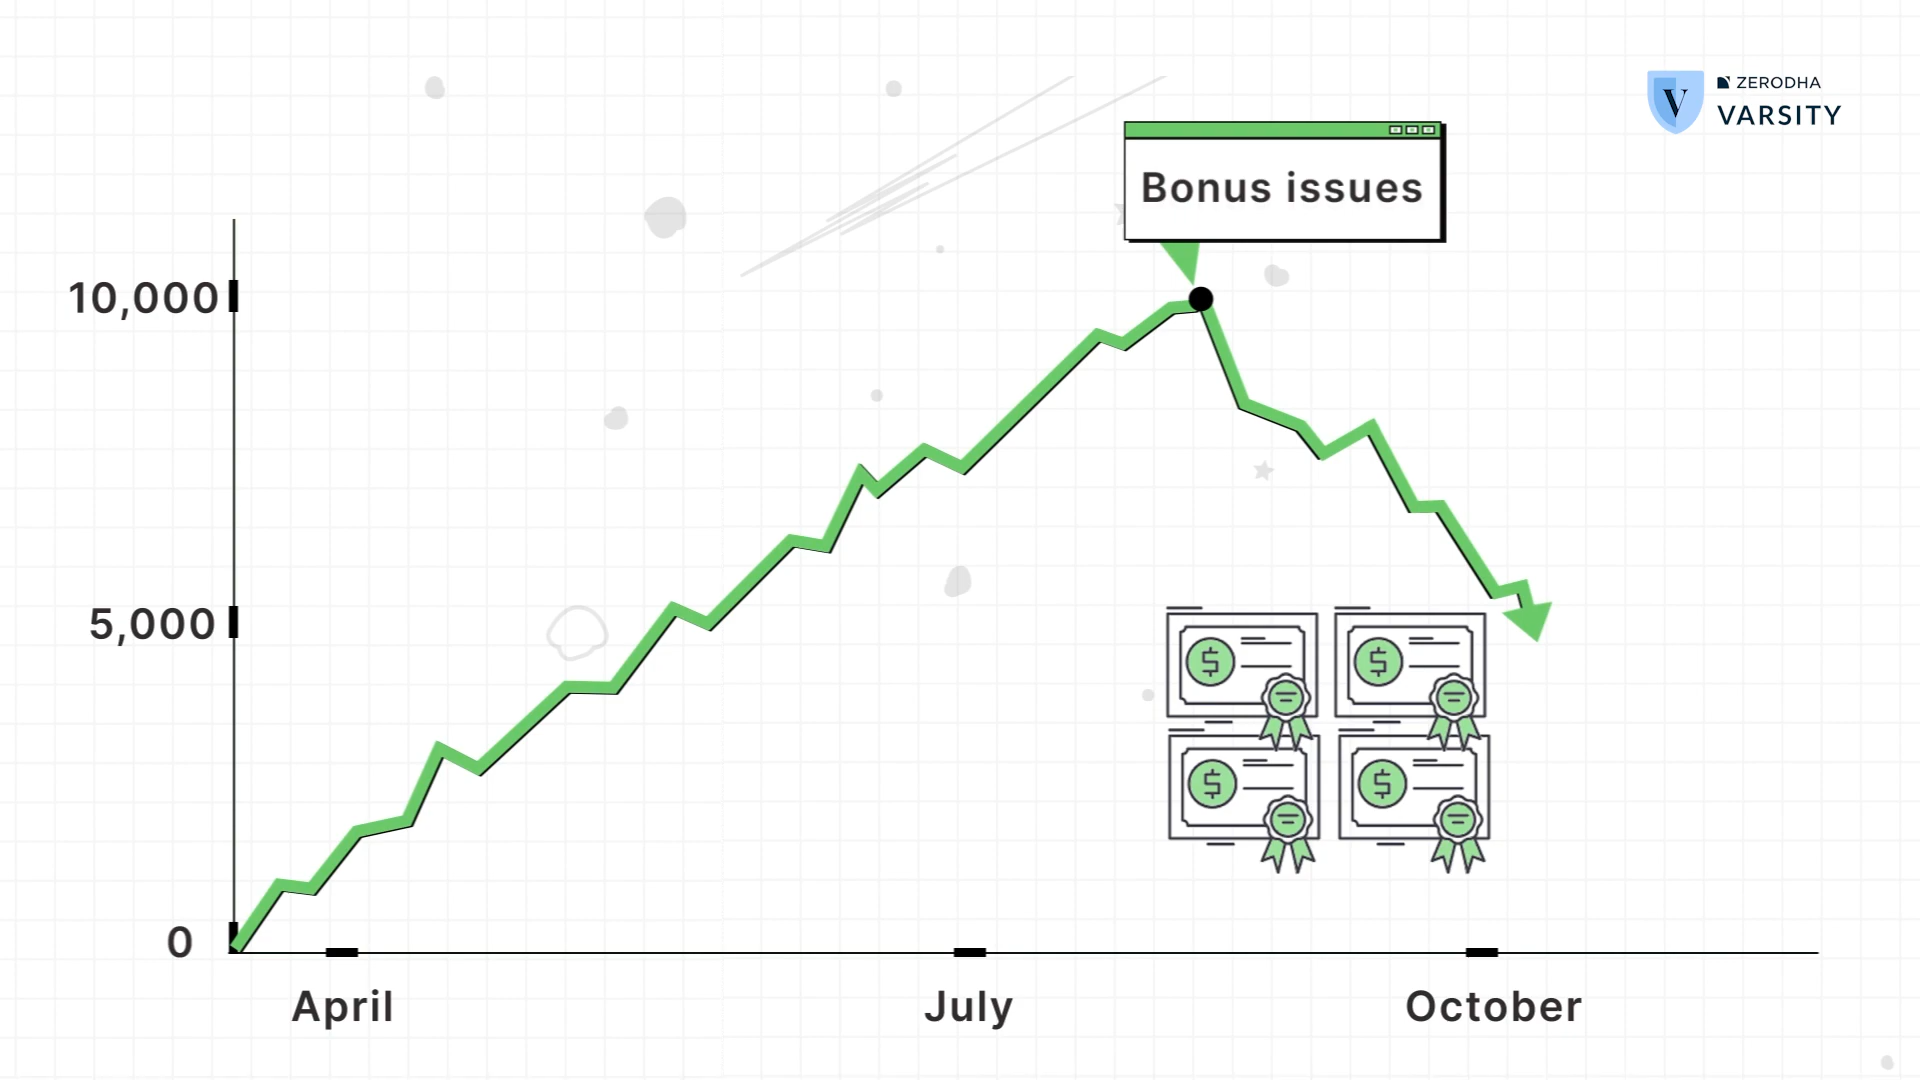 ZERODHA
VARSITY
Bonus issues
10,000
5,000
0
April
July
October